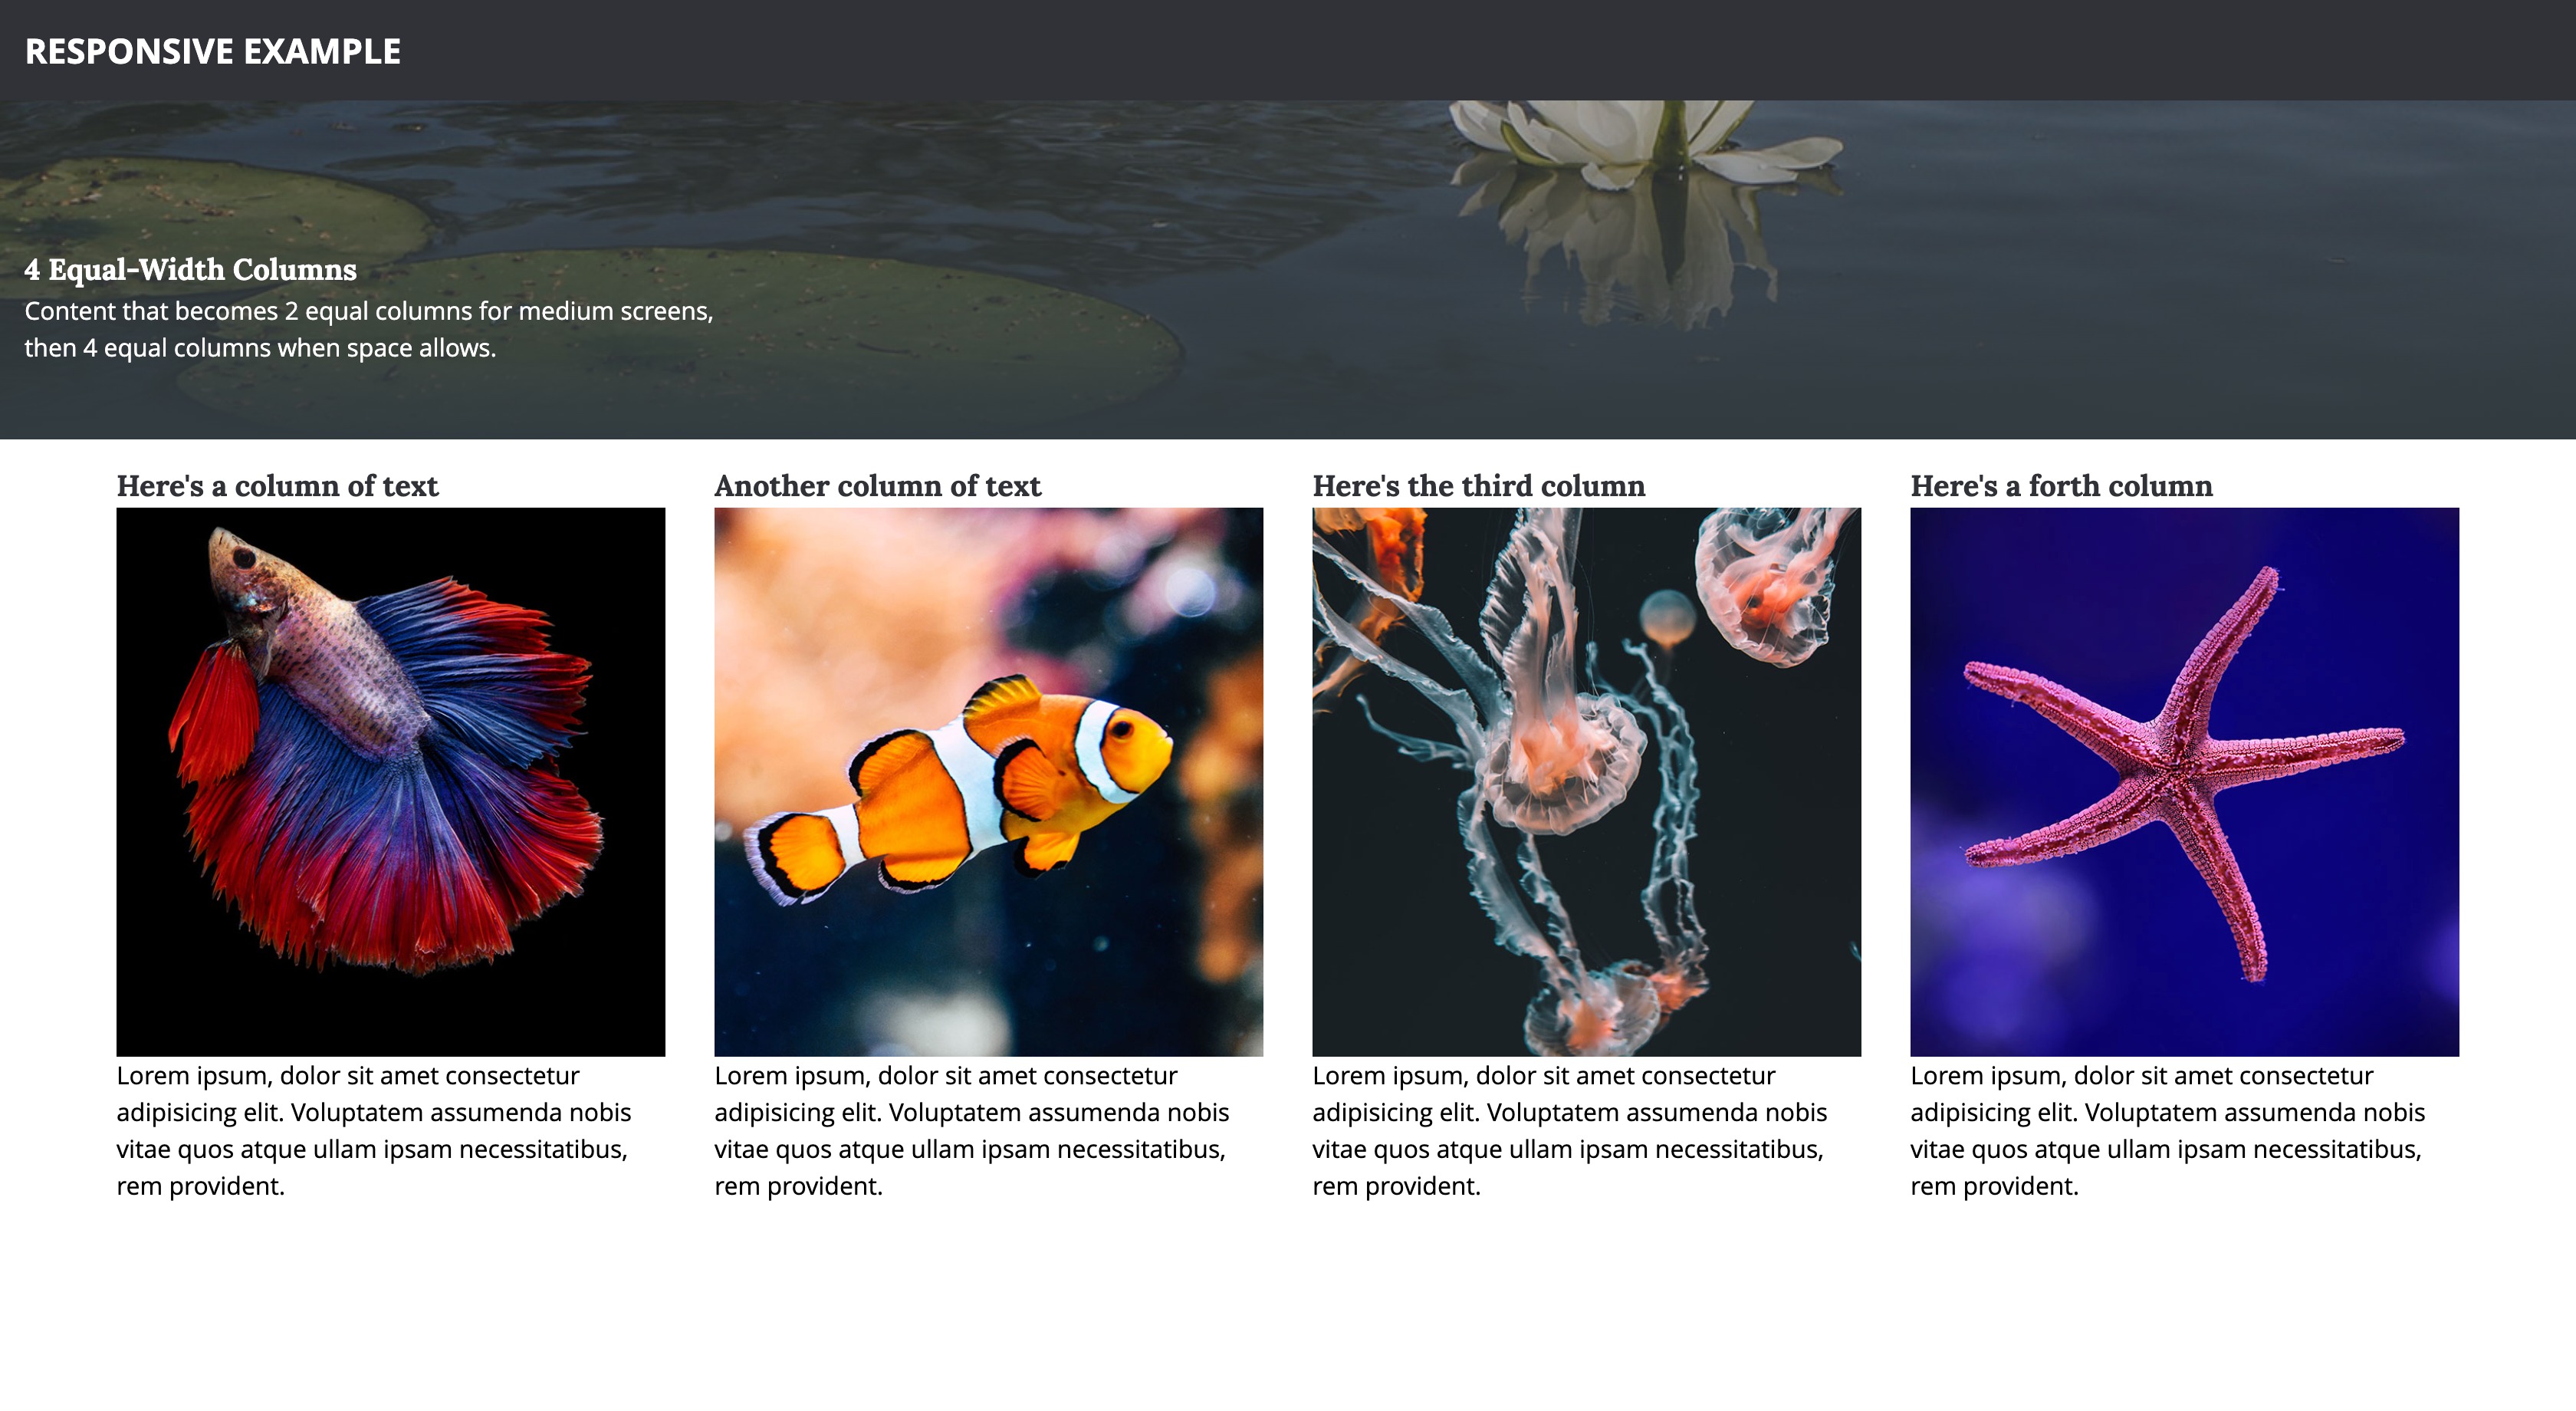 RESPONSIVE EXAMPLE
4 Equal-Width Columns
Content that becomes 2 equal columns for medium screens,
then 4 equal columns when space allows.
Here's a column of text
Lorem ipsum, dolor sit amet consectetur
adipisicing elit. Voluptatem assumenda nobis
vitae quos atque ullam ipsam necessitatibus,
rem provident.
Another column of text
Lorem ipsum, dolor sit amet consectetur
adipisicing elit. Voluptatem assumenda nobis
vitae quos atque ullam ipsam necessitatibus,
rem provident.
Here's the third column
Lorem ipsum, dolor sit amet consectetur
adipisicing elit. Voluptatem assumenda nobis
vitae quos atque ullam ipsam necessitatibus,
rem provident.
Here's a forth column
Lorem ipsum, dolor sit amet consectetur
adipisicing elit. Voluptatem assumenda nobis
vitae quos atque ullam ipsam necessitatibus,
rem provident.